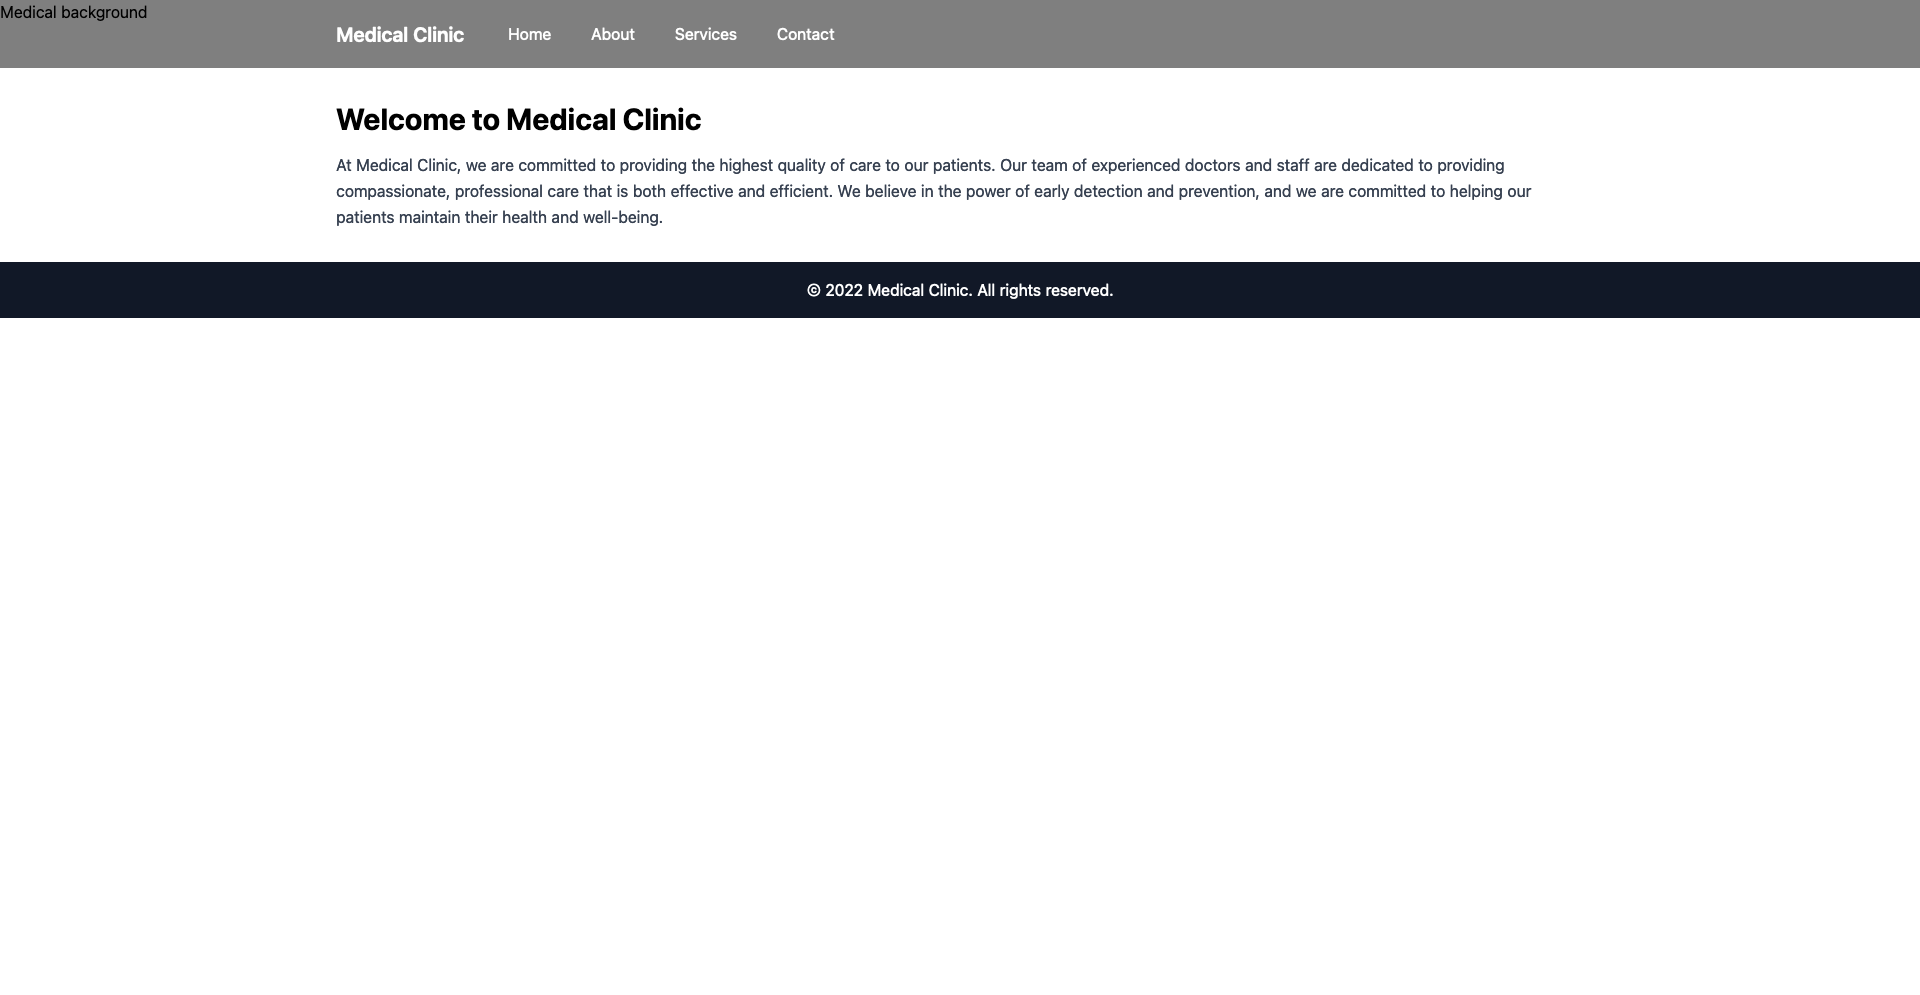 Medical background
Medical Clinic Home About Services Contact
Welcome to Medical Clinic
At Medical Clinic, we are committed to providing the highest quality of care to our patients. Our team of experienced doctors and staff are dedicated to providing
compassionate, professional care that is both effective and efficient. We believe in the power of early detection and prevention, and we are committed to helping our
patients maintain their health and well-being.
© 2022 Medical Clinic. All rights reserved.